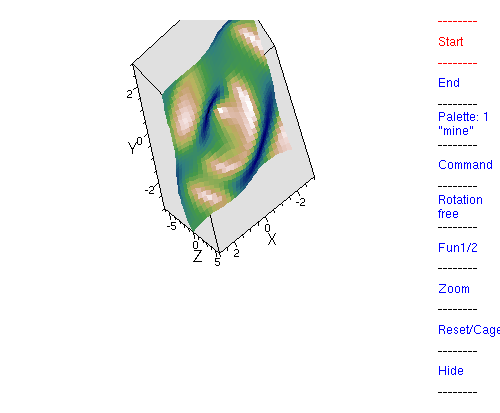 --------
Start
--------
End
--------
Palette: 1
"mine"
--------
Command
--------
Rotation
free
--------
Fun1/2
--------
Zoom
--------
Reset/Cage
--------
Hide
--------
2
Y
0
-2
-5
0
Z
5
2
0
X
-2